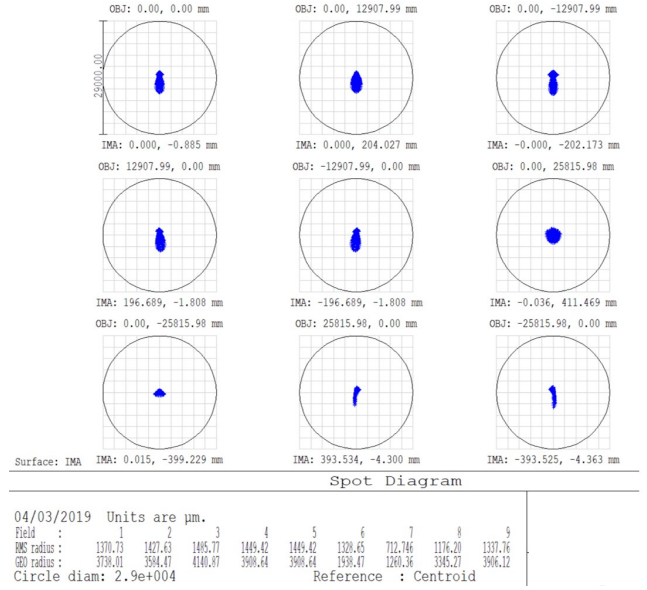 OBJ: 0.00, 0.00 mm
OBJ: 0.00, 12907.99 mm
OBJ: 0.00, -12907.99 mm
29000.00
IMA: 0.000, -0.885 mm
IMA: 0.000, 204.027 mm
IMA: -0.000, -202.173 mm
OBJ: 12907.99, 0.00 mm
OBJ: -12907.99, 0.00 mm
OBJ: 0.00, 25815.98 mm
IMA: 196.689, -1.808 mm
IMA: -196.689, -1.808 mm
IMA: -0.036, 411.469 mm
OBJ: 0.00, -25815.98 mm
OBJ: 25815.98, 0.00 mm
OBJ: -25815.98, 0.00 mm
Surface: IMA
IMA: 0.015, -399.229 mm
IMA: 393.534, -4.300 mm
IMA: -393.525, -4.363 mm
Spot Diagram
04/03/2019 Units are µm.
Field : 1 2 3 4 5 6 7 8 9
RMS radius : 1370.73 1427.63 1485.77 1449.42 1449.42 1328.65 712.746 1176.20 1337.76
GEO radius : 3738.01 3584.47 4140.87 3908.64 3908.64 1938.47 1260.36 3345.27 3906.12
Circle diam: 2.9e+004 Reference : Centroid